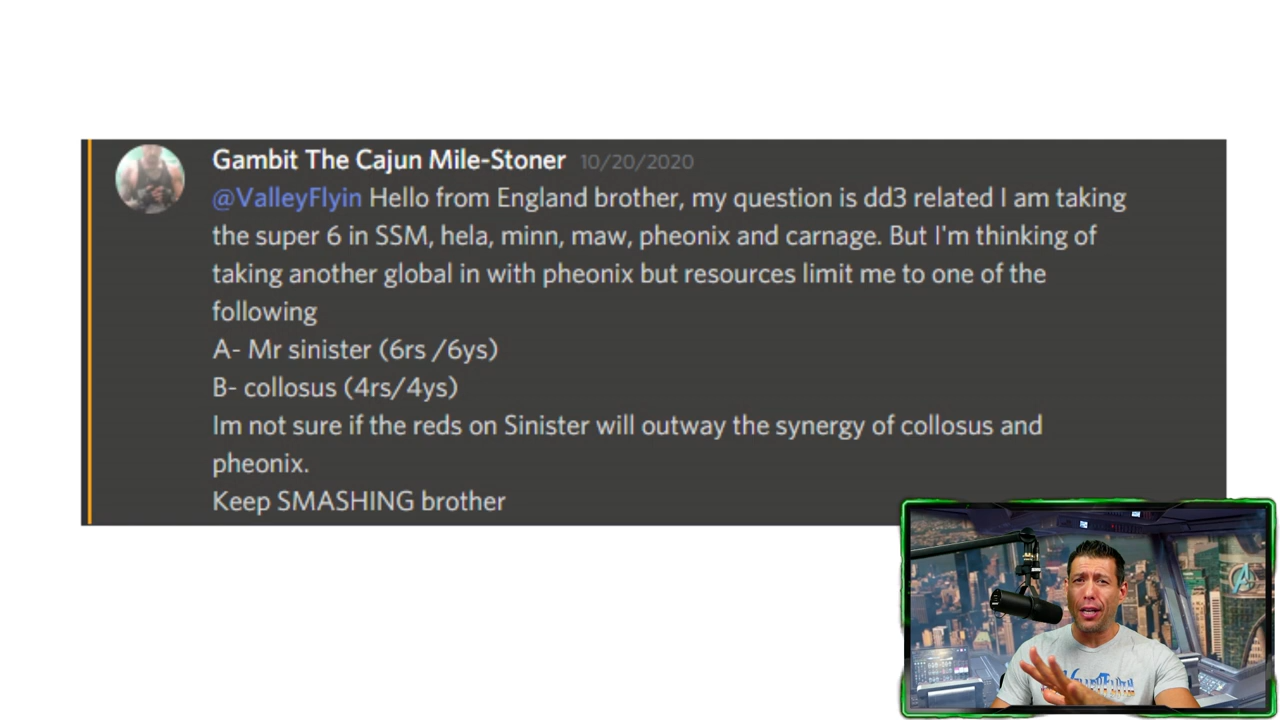 Gambit The Cajun Mile-Stoner 10/20/2020
@ValleyFlyin Hello from England brother, my question is dd3 related I am taking
the super 6 in SSM, hela, minn, maw, pheonix and carnage. But I'm thinking of
taking another global in with pheonix but resources limit me to one of the
following
A- Mr sinister (6rs /6ys)
B- collosus (4rs/4ys)
Im not sure if the reds on Sinister will outway the synergy of collosus and
pheonix.
Keep SMASHING brother